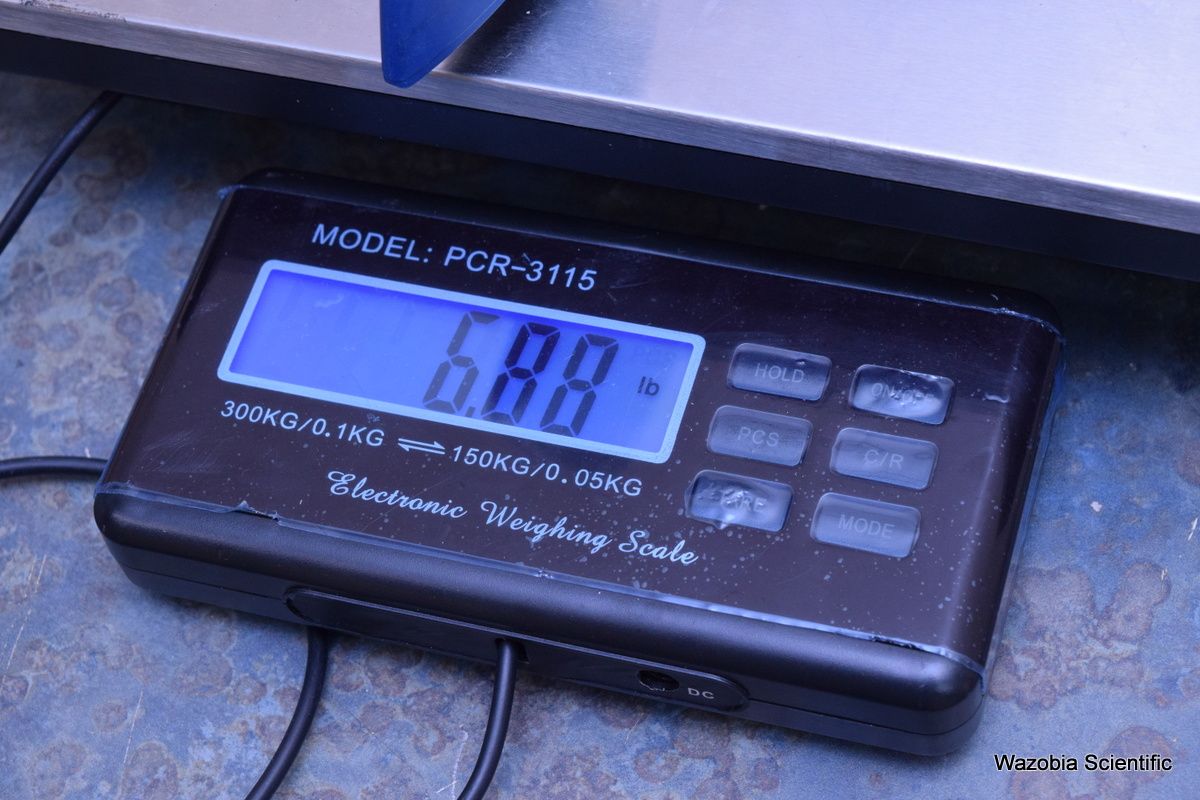 MODEL: PCR-3115
6.88 lb
300KG/0.1KG ⇌ 150KG/0.05KG
Electronic Weighing Scale
HOLD
ON/OFF
PCS
C/R
MODE
DC
Wazobia Scientific